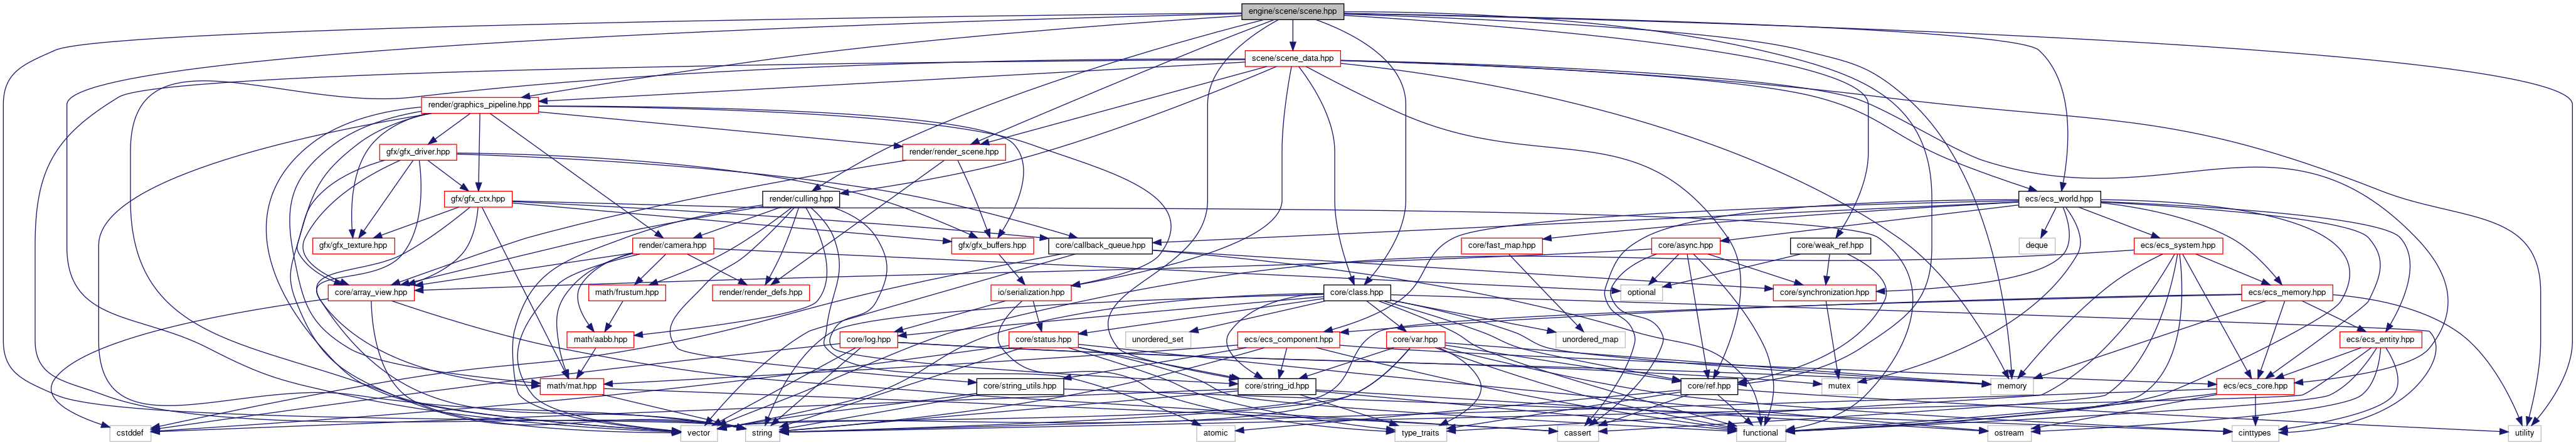 engine/scene/scene.hpp
scene/scene_data.hpp
render/graphics_pipeline.hpp
gfx/gfx_driver.hpp
render/render_scene.hpp
gfx/gfx_ctx.hpp
render/culling.hpp
ecs/ecs_world.hpp
gfx/gfx_texture.hpp
render/camera.hpp
gfx/gfx_buffers.hpp
core/callback_queue.hpp
core/fast_map.hpp
core/async.hpp
core/weak_ref.hpp
deque
ecs/ecs_system.hpp
core/array_view.hpp
math/frustum.hpp
render/render_defs.hpp
optional
io/serialization.hpp
core/class.hpp
core/synchronization.hpp
ecs/ecs_memory.hpp
math/aabb.hpp
core/log.hpp
core/status.hpp
unordered_set
ecs/ecs_component.hpp
core/var.hpp
unordered_map
ecs/ecs_entity.hpp
math/mat.hpp
core/string_utils.hpp
core/string_id.hpp
core/ref.hpp
mutex
memory
ecs/ecs_core.hpp
cstddef
vector
string
atomic
type_traits
cassert
functional
ostream
cinttypes
utility